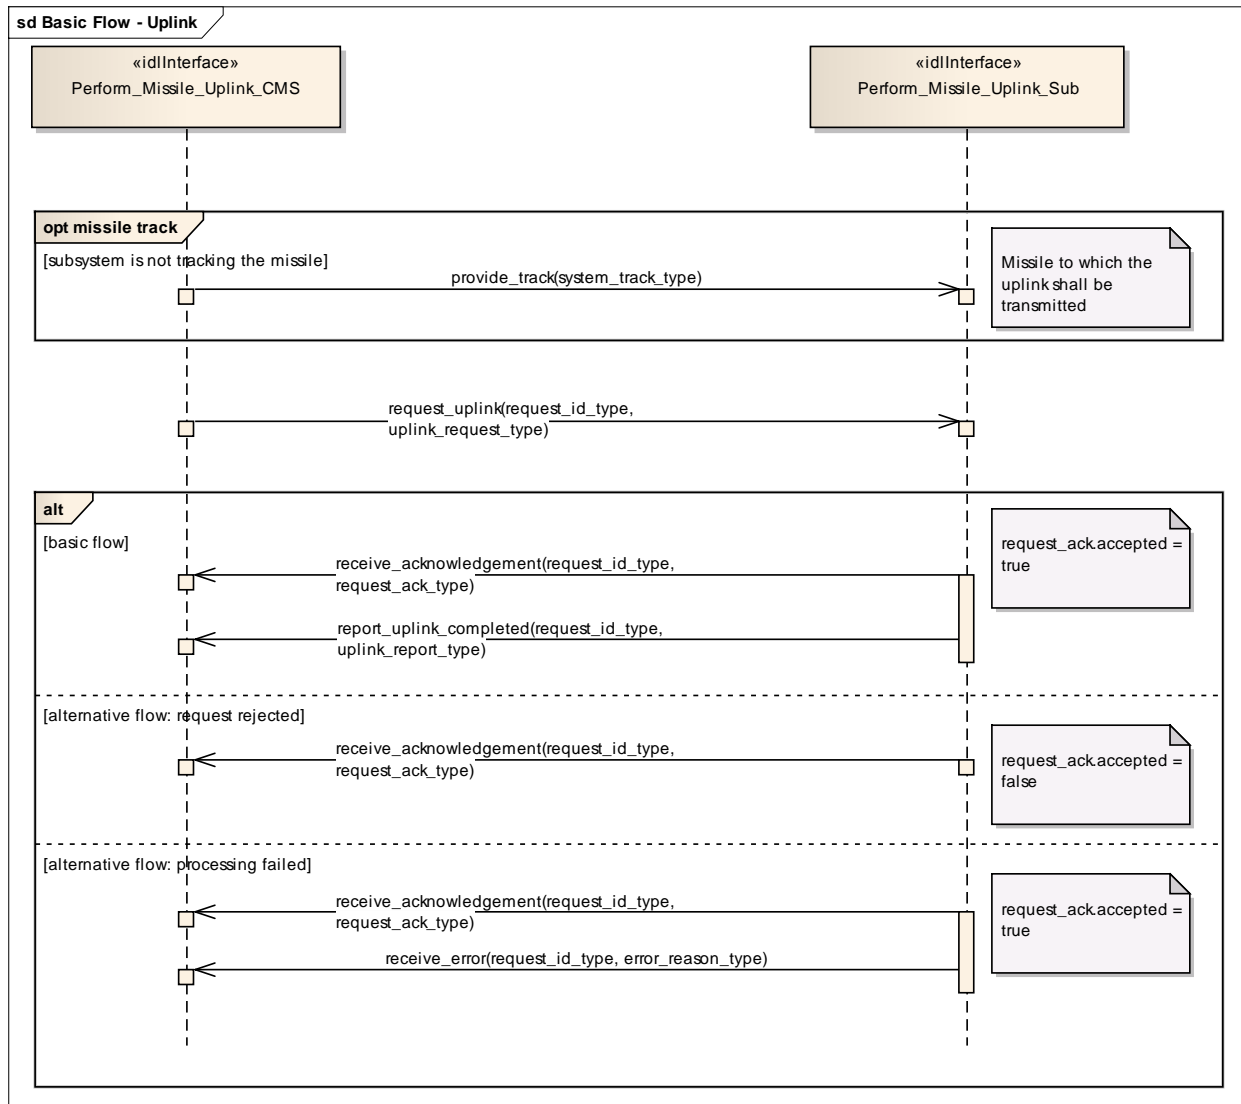 sd Basic Flow - Uplink
«idlInterface»
Perform_Missile_Uplink_CMS
«idlInterface»
Perform_Missile_Uplink_Sub
opt missile track
[subsystem is not tracking the missile]
provide_track(system_track_type)
Missile to which the
uplink shall be
transmitted
request_uplink(request_id_type,
uplink_request_type)
alt
[basic flow]
request_ack.accepted =
true
receive_acknowledgement(request_id_type,
request_ack_type)
report_uplink_completed(request_id_type,
uplink_report_type)
[alternative flow: request rejected]
receive_acknowledgement(request_id_type,
request_ack_type)
request_ack.accepted =
false
[alternative flow: processing failed]
receive_acknowledgement(request_id_type,
request_ack_type)
request_ack.accepted =
true
receive_error(request_id_type, error_reason_type)